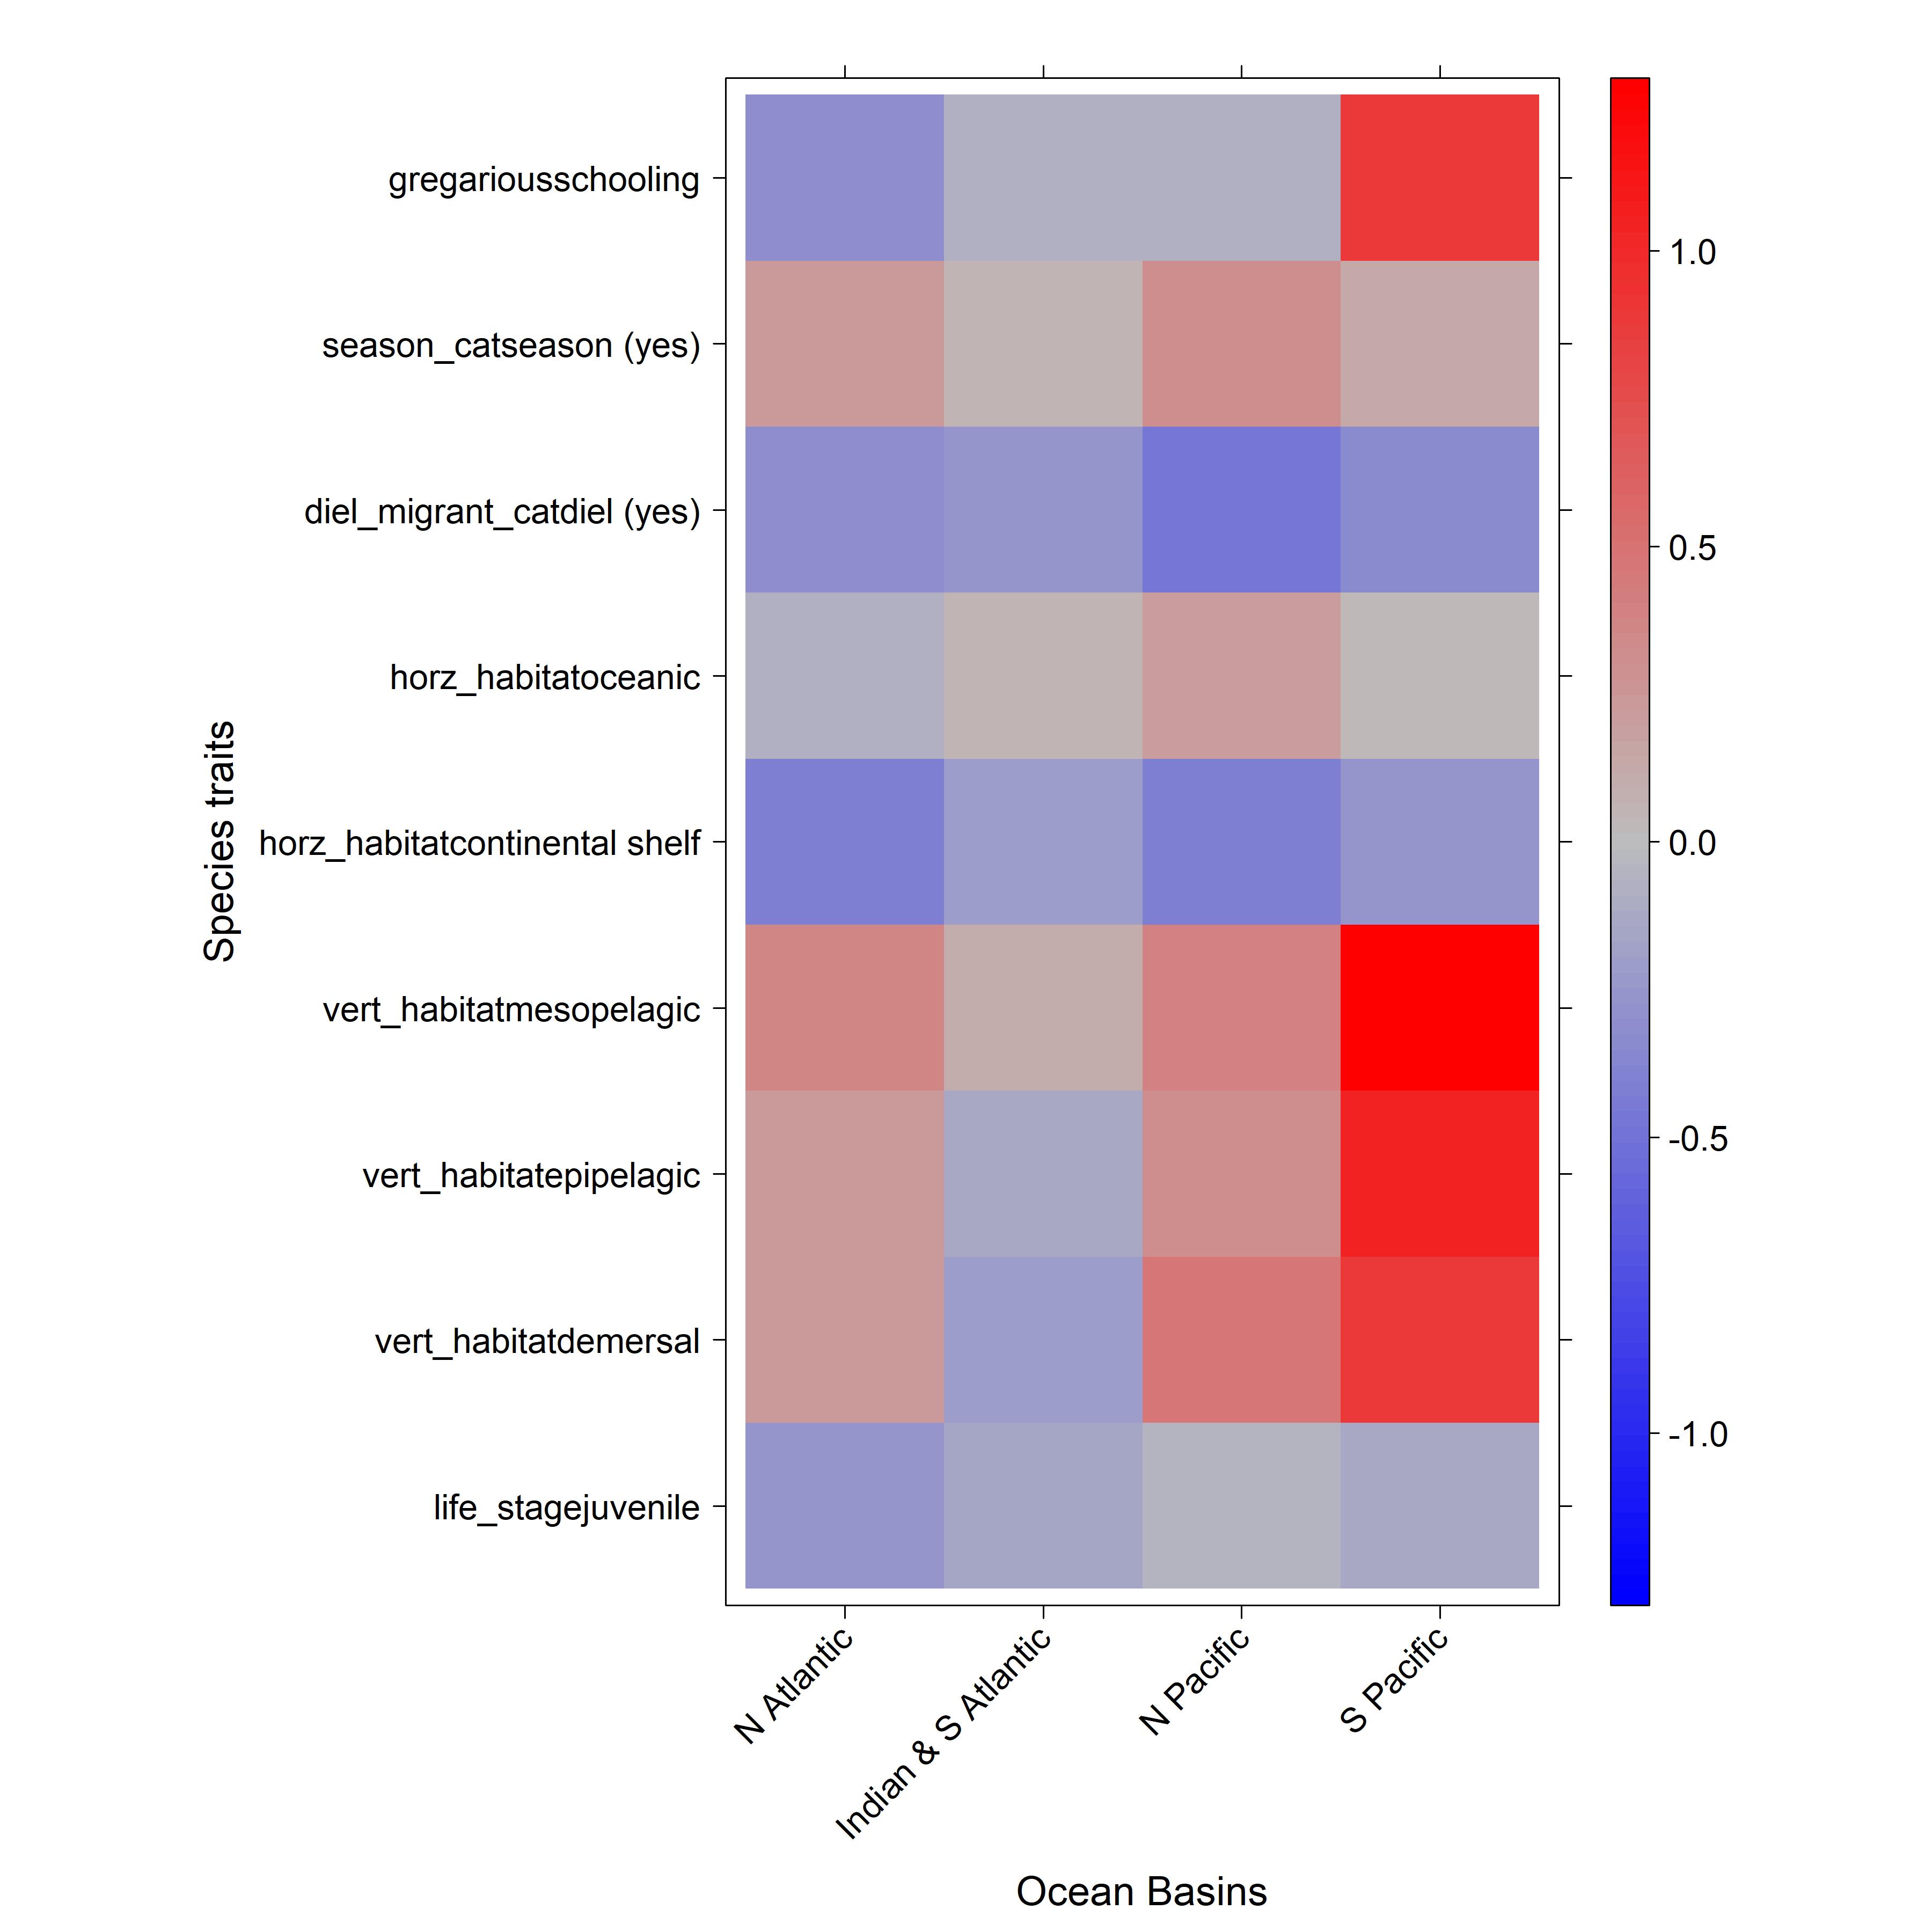 gregariousschooling
season_catseason (yes)
diel_migrant_catdiel (yes)
horz_habitatoceanic
horz_habitatcontinental shelf
vert_habitatmesopelagic
vert_habitatepipelagic
vert_habitatdemersal
life_stagejuvenile
Species traits
N Atlantic
Indian & S Atlantic
N Pacific
S Pacific
Ocean Basins
1.0
0.5
0.0
-0.5
-1.0